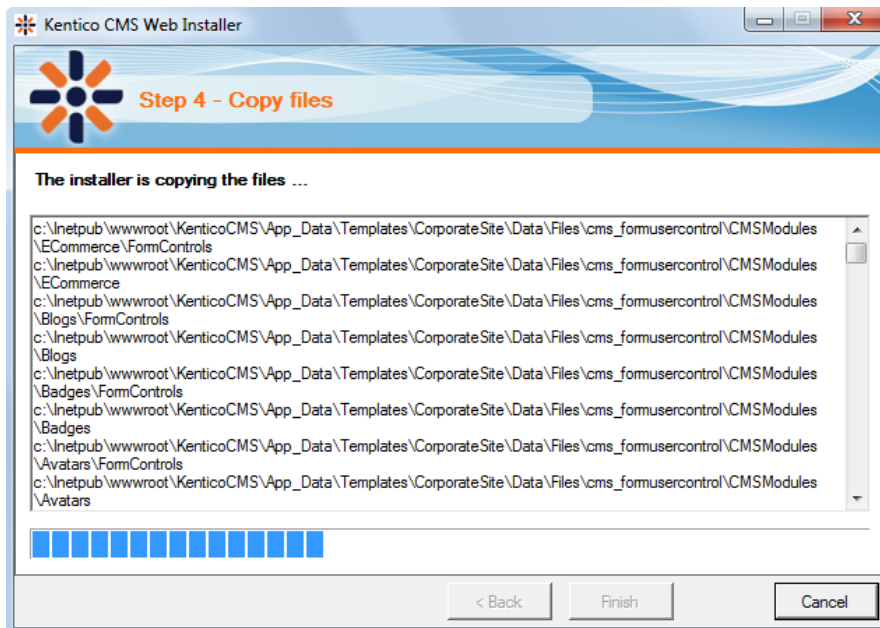 Kentico CMS Web Installer
Step 4 - Copy files
The installer is copying the files ...
c:\Inetpub\wwwroot\KenticoCMS\App_Data\Templates\CorporateSite\Data\Files\cms_formusercontrol\CMSModules
\ECommerce\FormControls
c:\Inetpub\wwwroot\KenticoCMS\App_Data\Templates\CorporateSite\Data\Files\cms_formusercontrol\CMSModules
\ECommerce
c:\Inetpub\wwwroot\KenticoCMS\App_Data\Templates\CorporateSite\Data\Files\cms_formusercontrol\CMSModules
\Blogs\FormControls
c:\Inetpub\wwwroot\KenticoCMS\App_Data\Templates\CorporateSite\Data\Files\cms_formusercontrol\CMSModules
\Blogs
c:\Inetpub\wwwroot\KenticoCMS\App_Data\Templates\CorporateSite\Data\Files\cms_formusercontrol\CMSModules
\Badges\FormControls
c:\Inetpub\wwwroot\KenticoCMS\App_Data\Templates\CorporateSite\Data\Files\cms_formusercontrol\CMSModules
\Badges
c:\Inetpub\wwwroot\KenticoCMS\App_Data\Templates\CorporateSite\Data\Files\cms_formusercontrol\CMSModules
\Avatars\FormControls
c:\Inetpub\wwwroot\KenticoCMS\App_Data\Templates\CorporateSite\Data\Files\cms_formusercontrol\CMSModules
\Avatars
< Back Finish Cancel